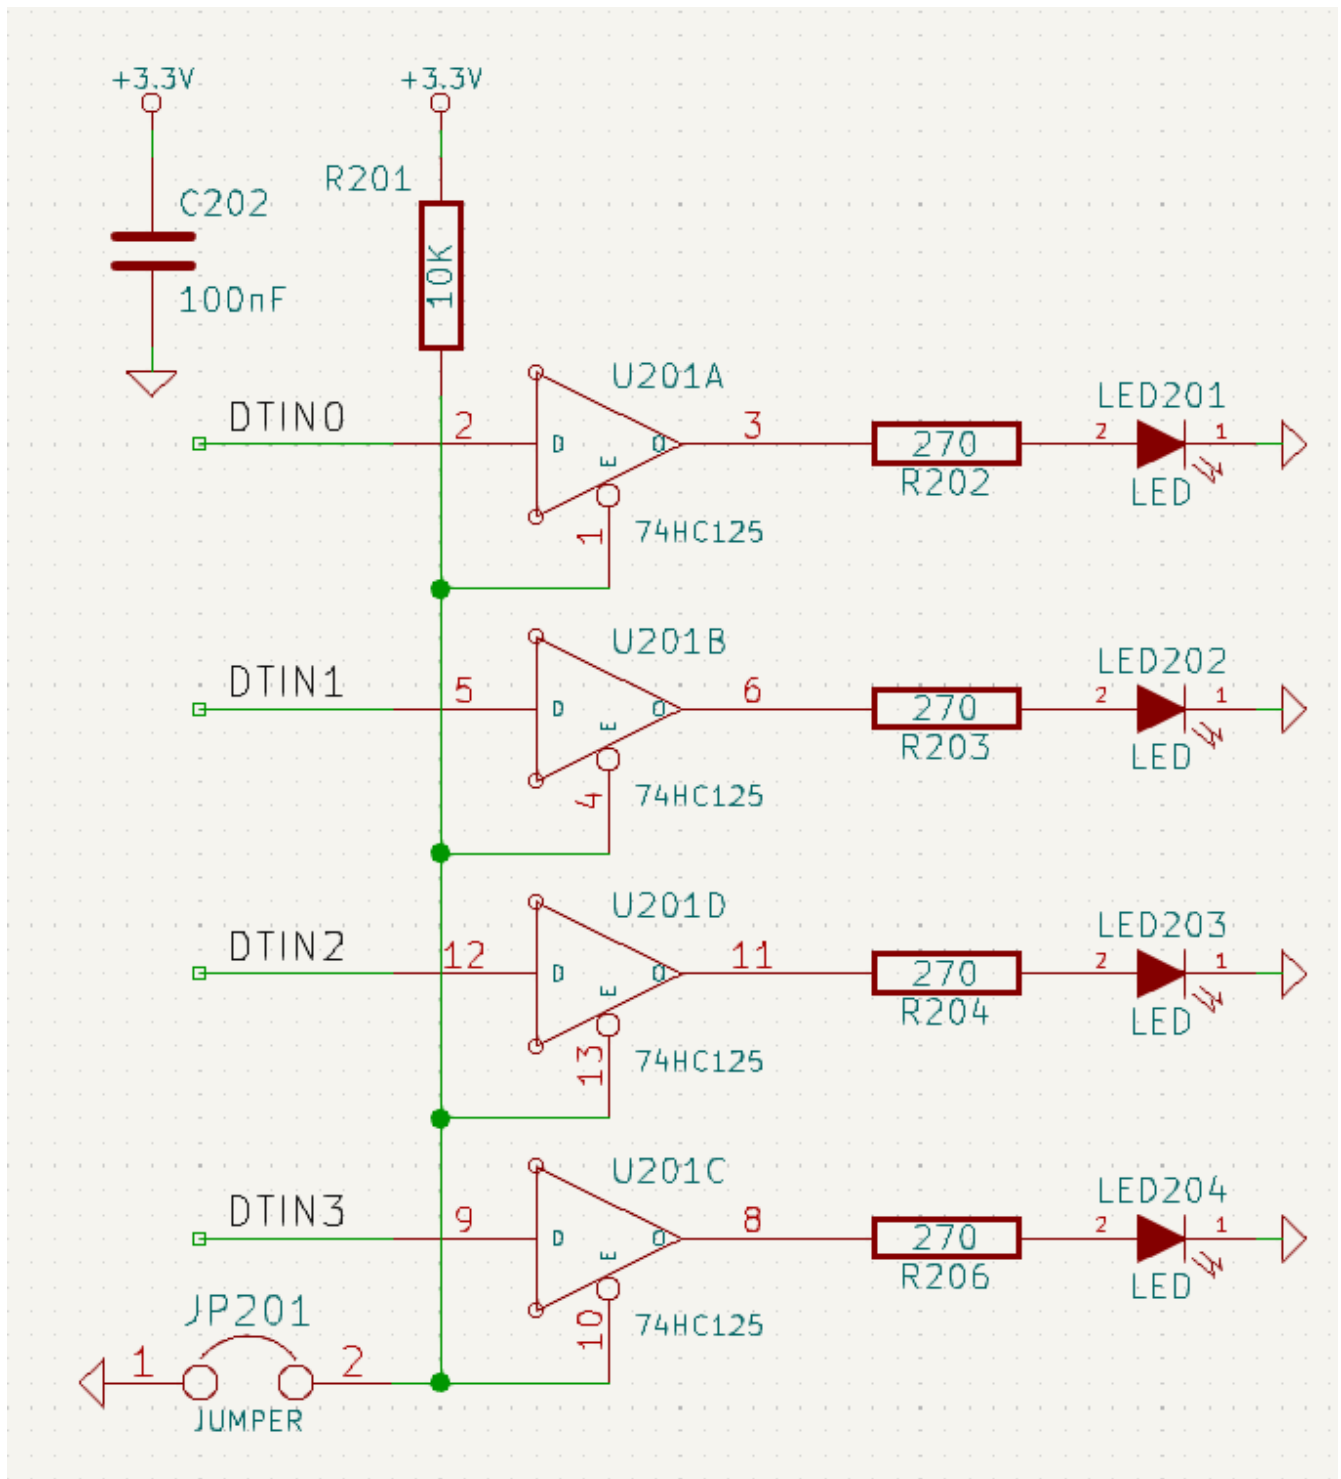 +3.3V
+3.3V
R201
C202
10K
100nF
U201A
DTIN0
2
D
E
O
3
270
R202
LED201
2
1
LED
1
74HC125
U201B
DTIN1
5
D
E
O
6
270
R203
LED202
2
1
LED
4
74HC125
U201D
DTIN2
12
D
E
O
11
270
R204
LED203
2
1
LED
13
74HC125
U201C
DTIN3
9
D
E
O
8
270
R206
LED204
2
1
LED
10
74HC125
JP201
1
2
JUMPER